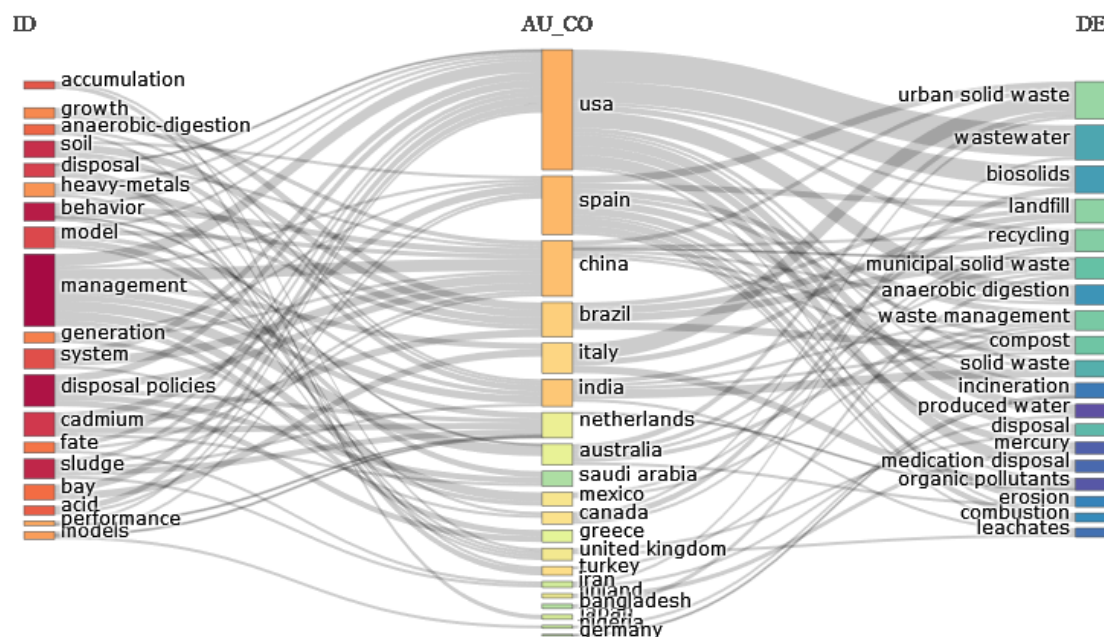 ID
AU_CO
DE
accumulation
growth
anaerobic-digestion
soil
disposal
heavy-metals
behavior
model
management
generation
system
disposal policies
cadmium
fate
sludge
bay
acid
performance
models
usa
spain
china
brazil
italy
india
netherlands
australia
saudi arabia
mexico
canada
greece
united kingdom
turkey
iran
bangladesh
nigeria
germany
urban solid waste
wastewater
biosolids
landfill
recycling
municipal solid waste
anaerobic digestion
waste management
compost
solid waste
incineration
produced water
disposal
mercury
medication disposal
organic pollutants
erosion
combustion
leachates